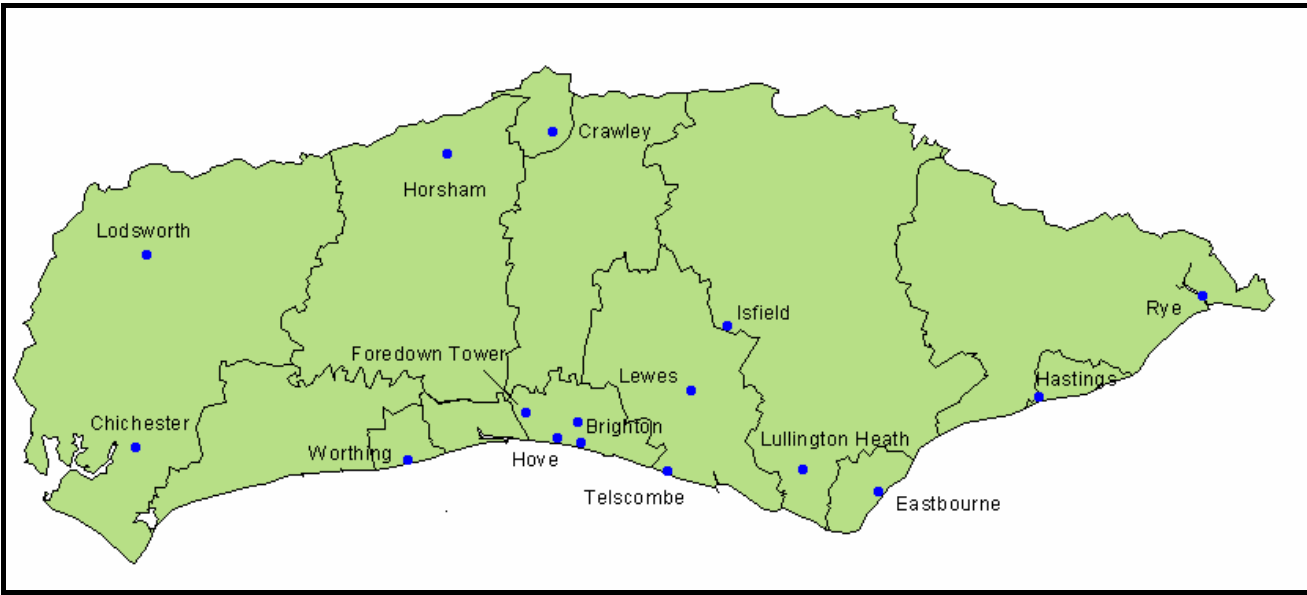 Crawley
Horsham
Lodsworth
Rye
Isfield
Foredown Tower
Lewes
Hastings
Chichester
Brighton
Lullington Heath
Worthing
Hove
Telscombe
Eastbourne